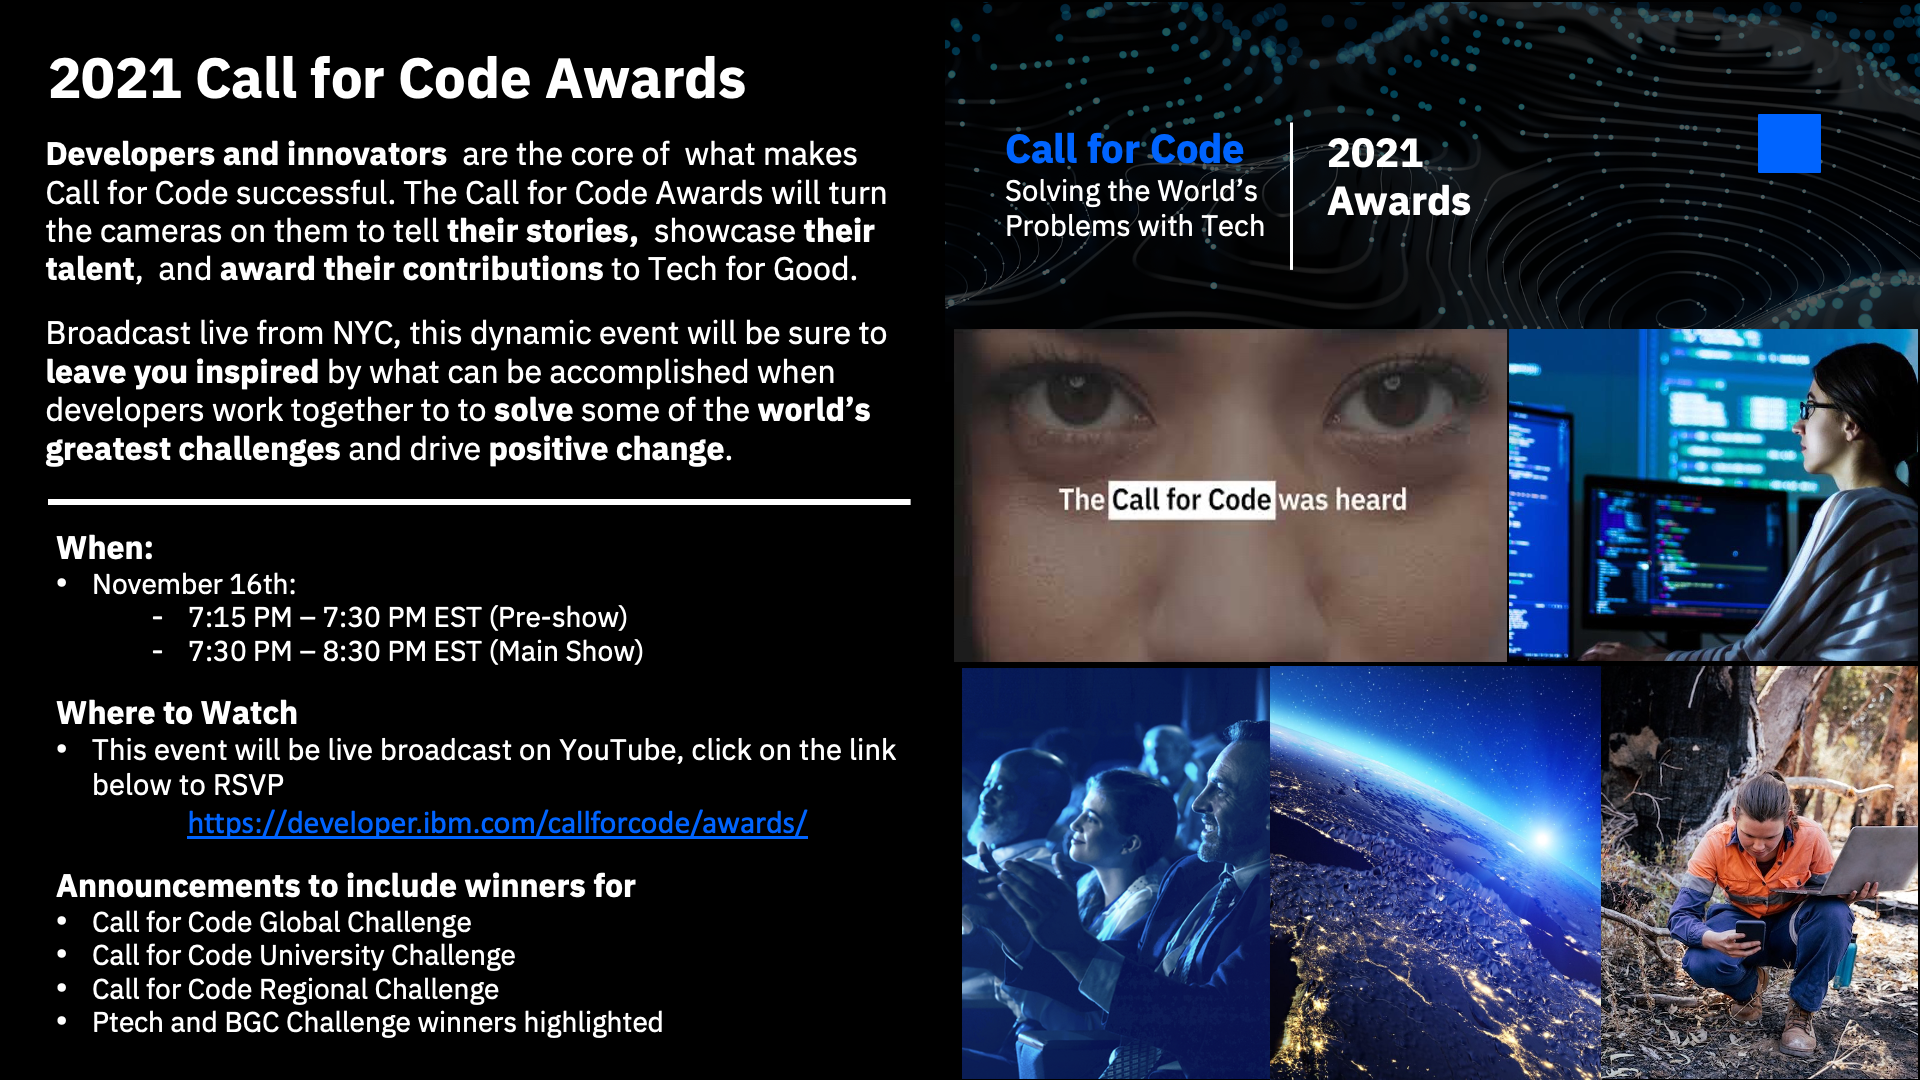 2021 Call for Code Awards
Developers and innovators are the core of what makes
Call for Code successful. The Call for Code Awards will turn
the cameras on them to tell their stories, showcase their
talent, and award their contributions to Tech for Good.
Broadcast live from NYC, this dynamic event will be sure to
leave you inspired by what can be accomplished when
developers work together to to solve some of the world's
greatest challenges and drive positive change.
When:
• November 16th:
- 7:15 PM – 7:30 PM EST (Pre-show)
- 7:30 PM – 8:30 PM EST (Main Show)
Where to Watch
• This event will be live broadcast on YouTube, click on the link
below to RSVP
https://developer.ibm.com/callforcode/awards/
Announcements to include winners for
• Call for Code Global Challenge
• Call for Code University Challenge
• Call for Code Regional Challenge
• Ptech and BGC Challenge winners highlighted
Call for Code
Solving the World's
Problems with Tech
2021
Awards
The Call for Code was heard